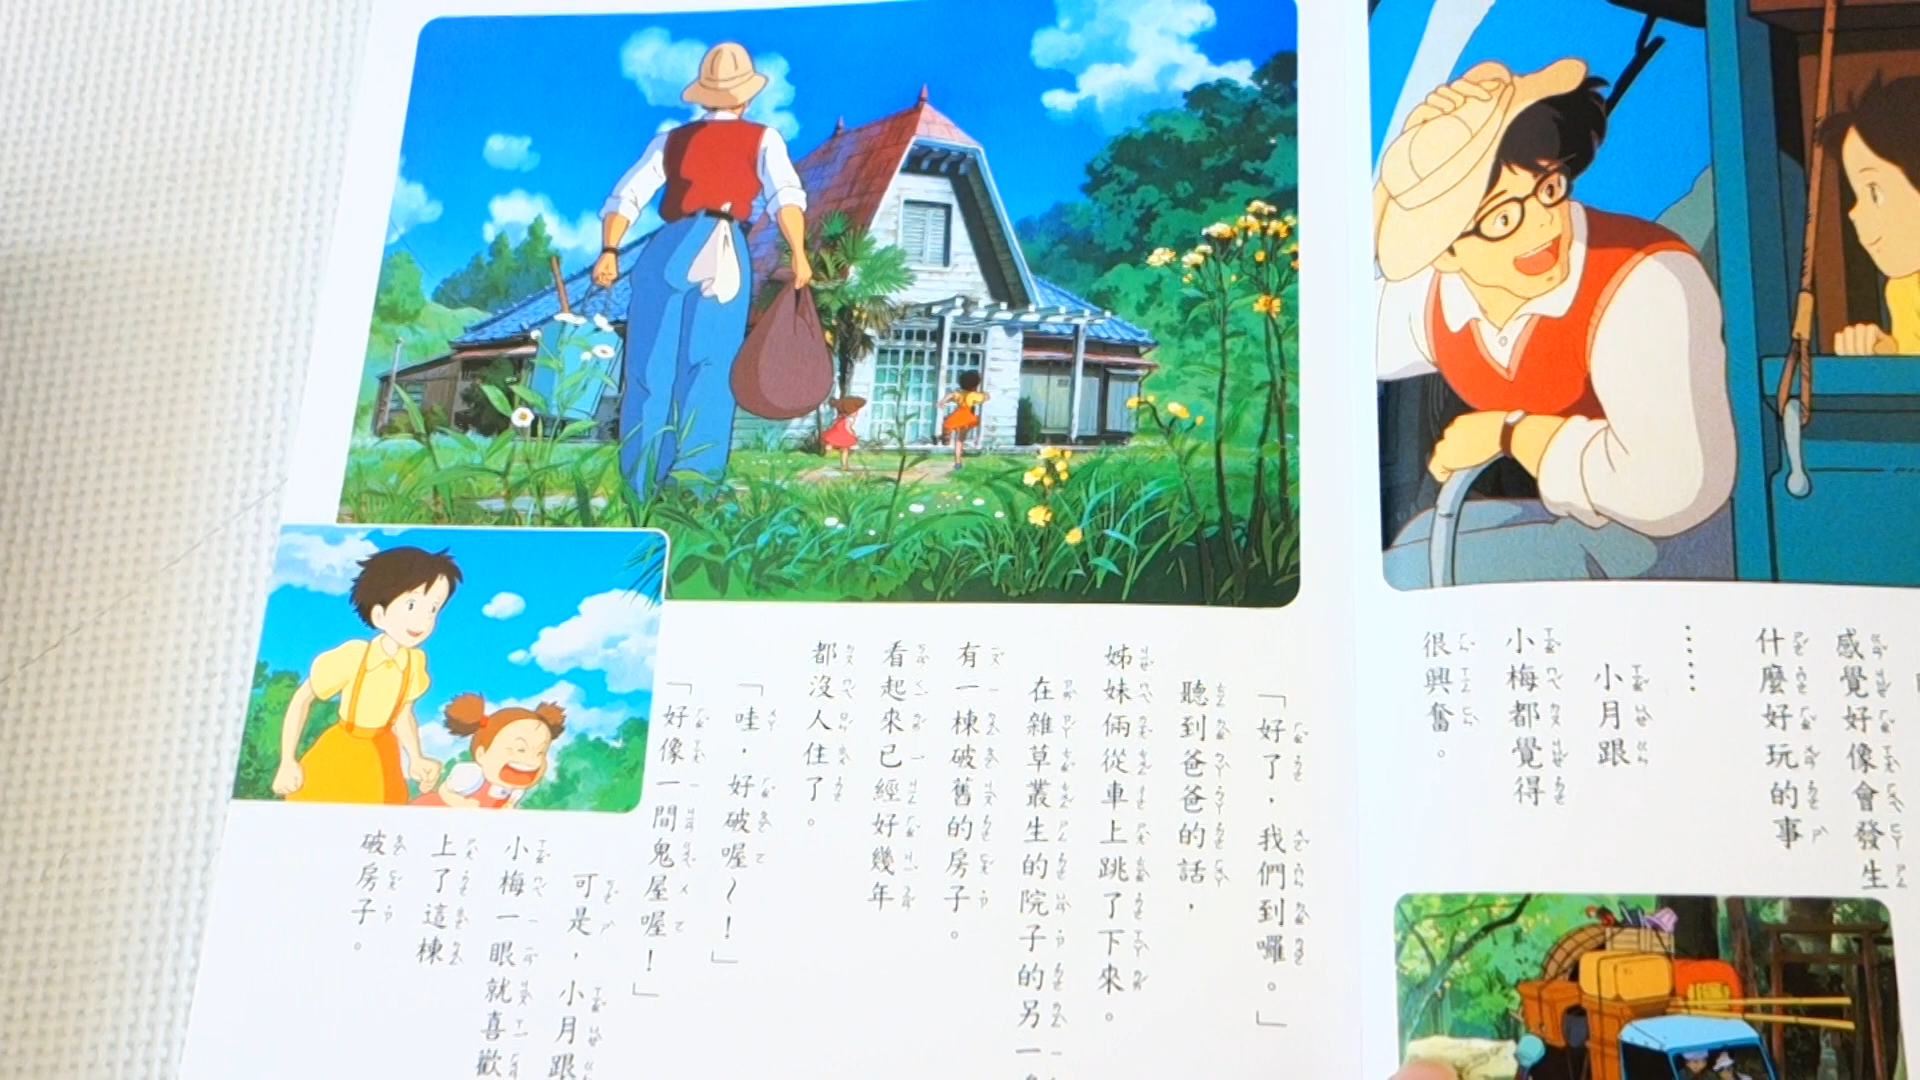 感覺好像會發生
什麼好玩的事
……
小月跟
小梅都覺得
很興奮。
「好了，我們到囉。」
聽到爸爸的話，
姊妹倆從車上跳了下來。
在雜草叢生的院子的另一
有一棟破舊的房子。
看起來已經好幾年
都沒人住了。
「哇，好破喔～！」
「好像一間鬼屋喔！」
可是，小月跟
小梅一眼就喜歡
上了這棟
破房子。